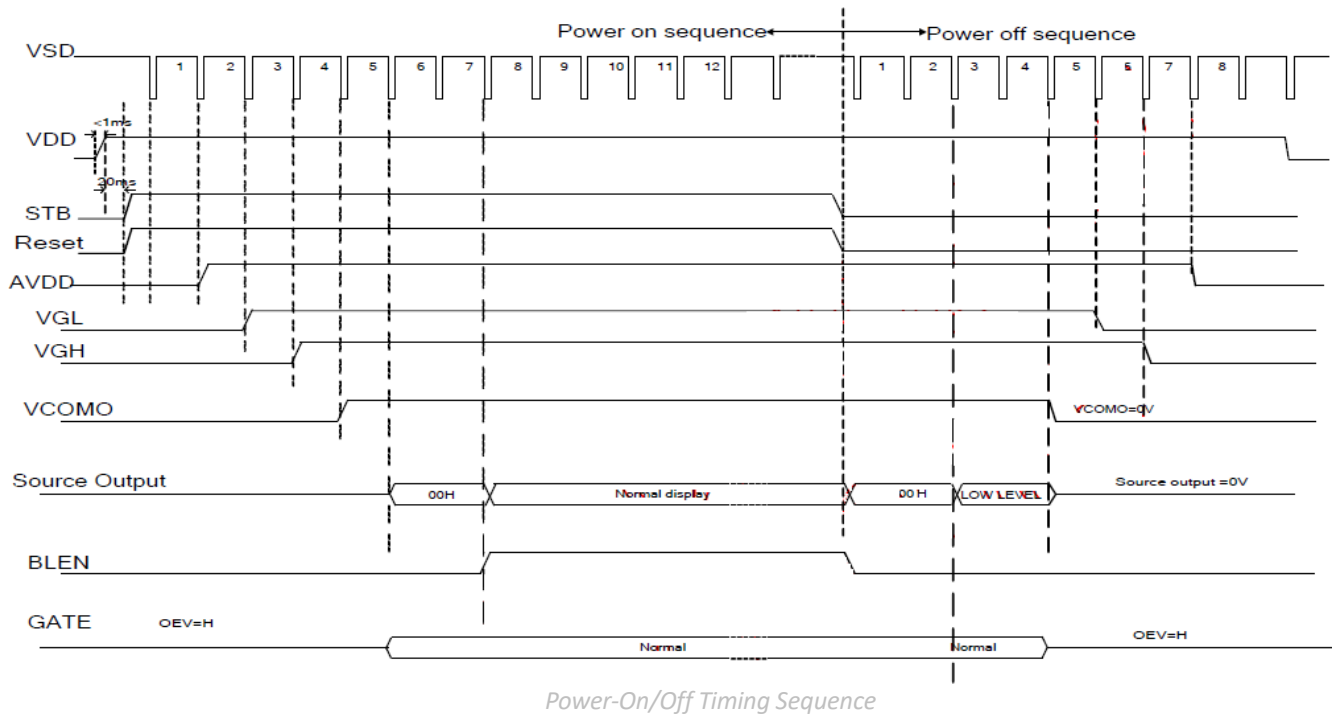 Power on sequence Power off sequence
VSD
1 2 3 4 5 6 7 8 9 10 11 12 1 2 3 4 5 6 7 8
<1ms
VDD
20ms
STB
Reset
AVDD
VGL
VGH
VCOMO VCOMO=0V
Source Output 00H Normal display 00 H LOW LEVEL Source output =0V
BLEN
GATE OEV=H OEV=H
Normal Normal
Power-On/Off Timing Sequence